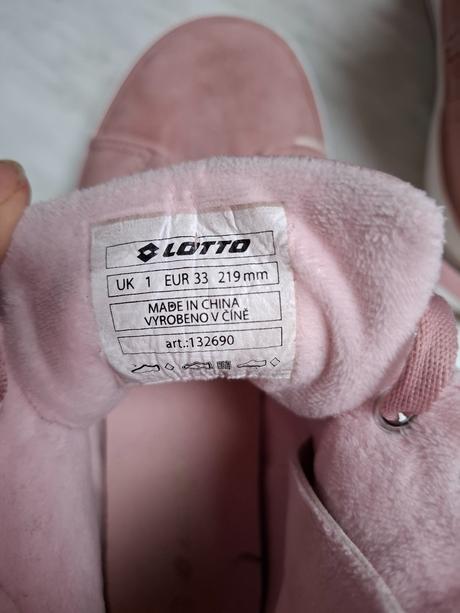 LOTTO
UK 1 EUR 33 219mm
MADE IN CHINA
VYROBENO V ČÍNĚ
art.:132690